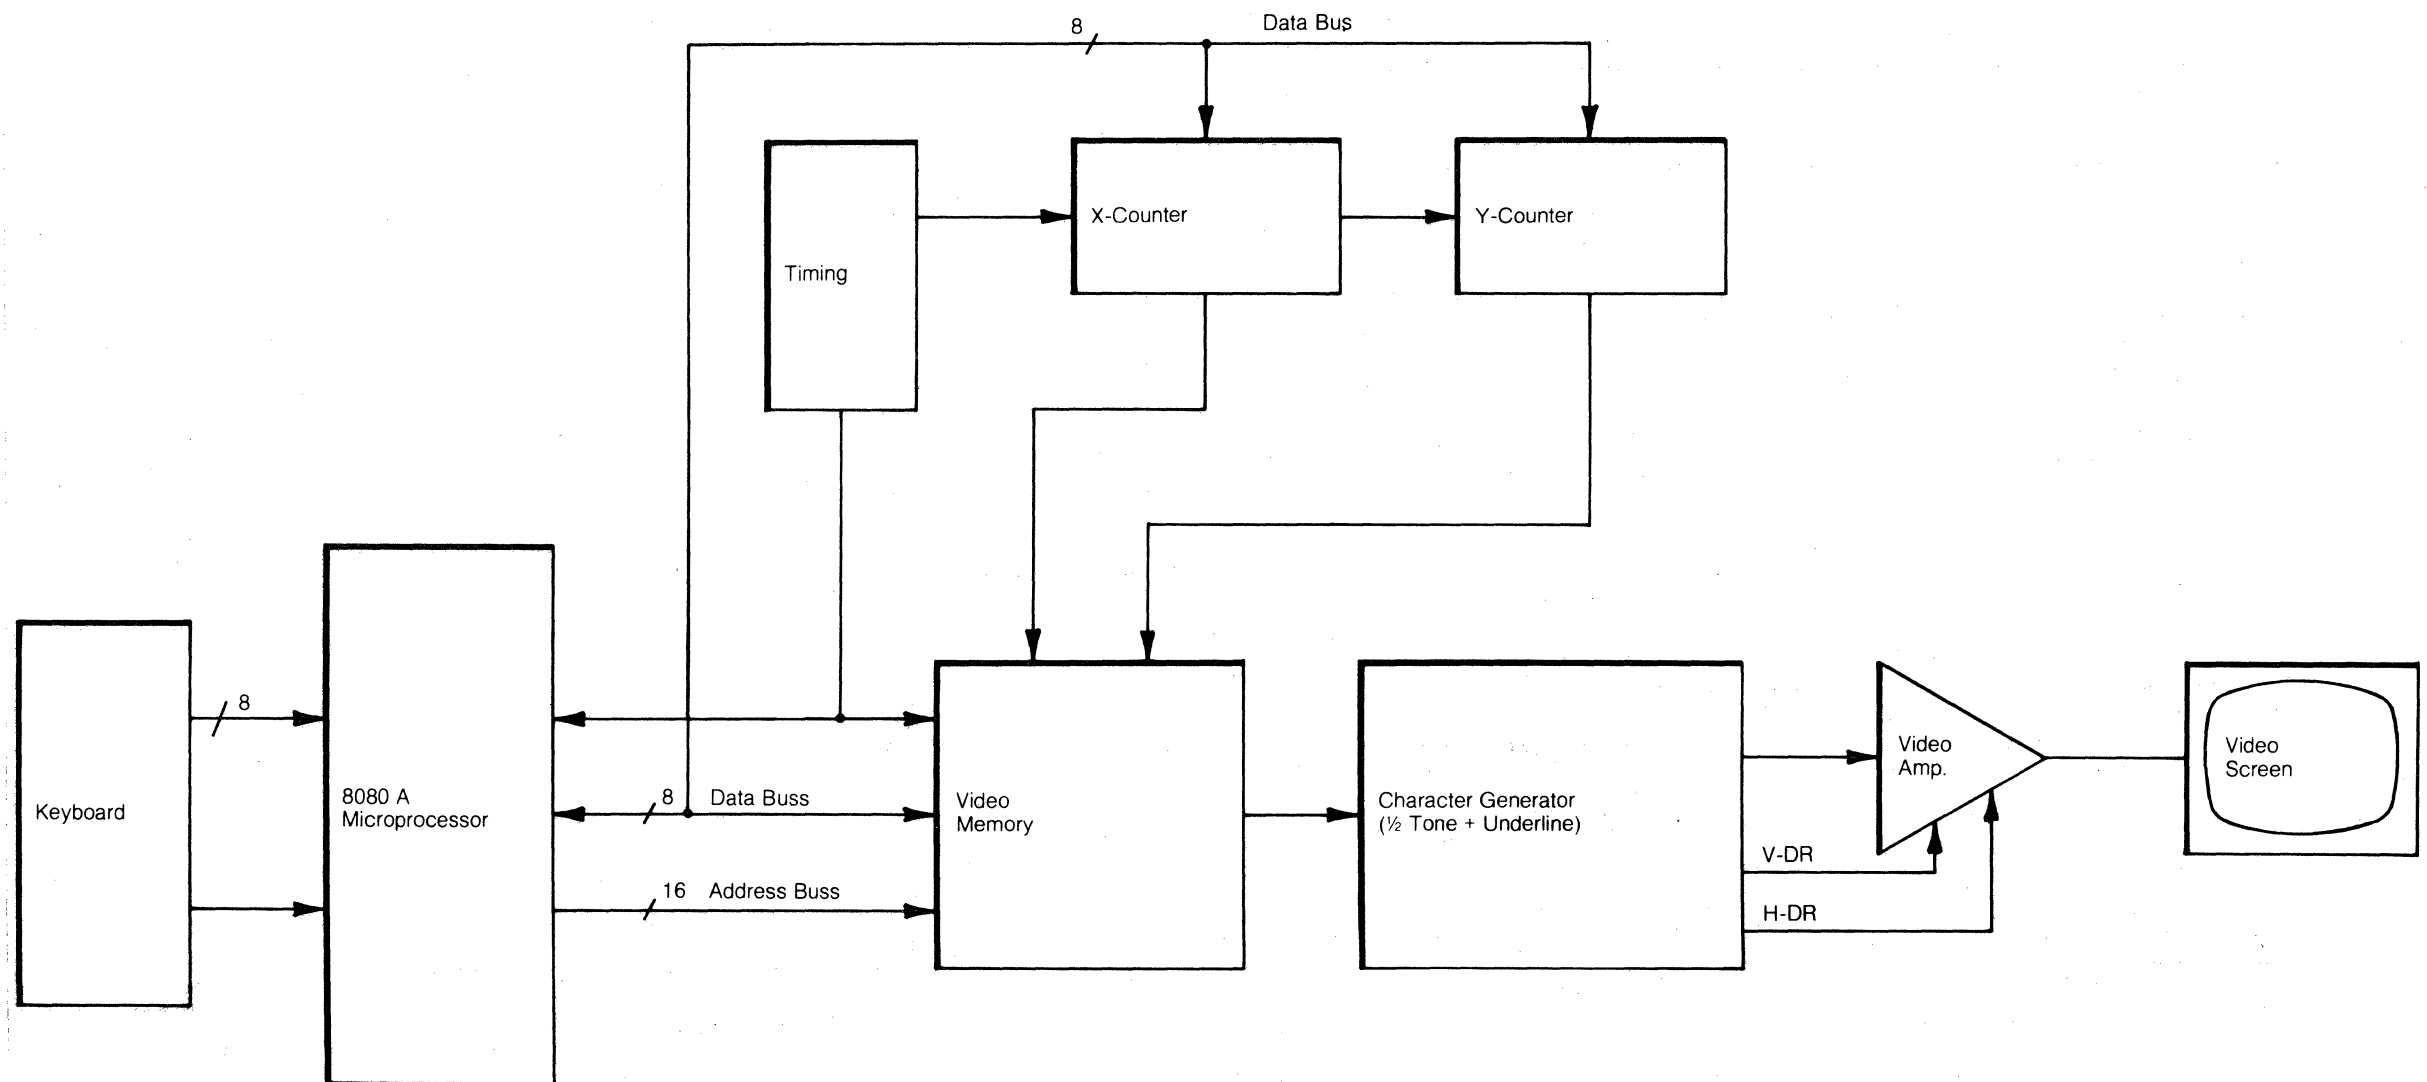 8
Data Bus
X-Counter
Y-Counter
Timing
8
Keyboard
8080 A
Microprocessor
8
Data Buss
16
Address Buss
Video
Memory
Character Generator
(½ Tone + Underline)
V-DR
H-DR
Video
Amp.
Video
Screen